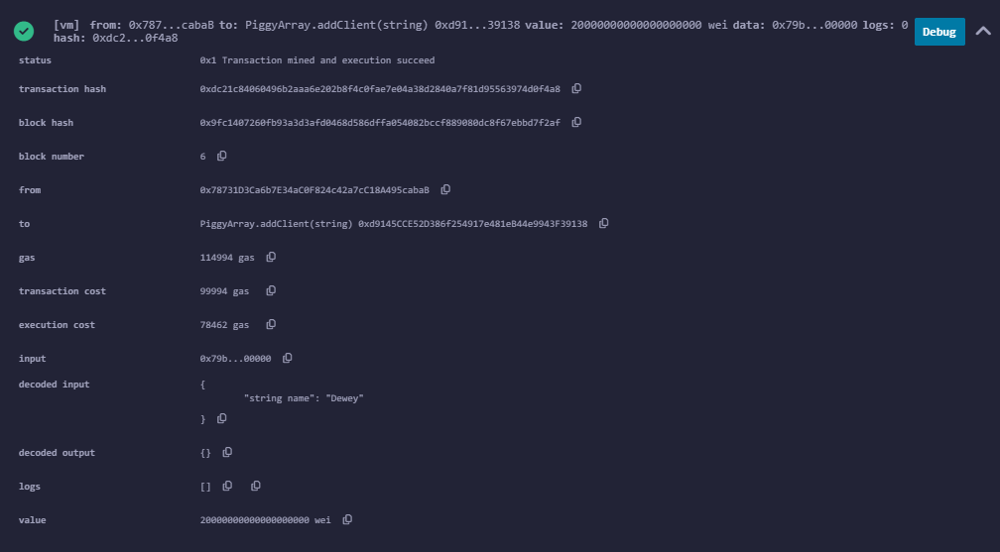 [vm] from: 0x787...cabaB to: PiggyArray.addClient(string) 0xd91...39138 value: 20000000000000000000 wei data: 0x79b...00000 logs: 0
hash: 0xdc2...0f4a8
Debug
status 0x1 Transaction mined and execution succeed
transaction hash 0xdc21c84060496b2aaa6e202b8f4c0fae7e04a38d2840a7f81d95563974d0f4a8
block hash 0x9fc1407260fb93a3d3afd0468d586dffa054082bccf889080dc8f67ebbd7f2af
block number 6
from 0x78731D3Ca6b7E34aC0F824c42a7cC18A495cabaB
to PiggyArray.addClient(string) 0xd9145CCE52D386f254917e481eB44e9943F39138
gas 114994 gas
transaction cost 99994 gas
execution cost 78462 gas
input 0x79b...00000
decoded input {
"string name": "Dewey"
}
decoded output {}
logs []
value 20000000000000000000 wei